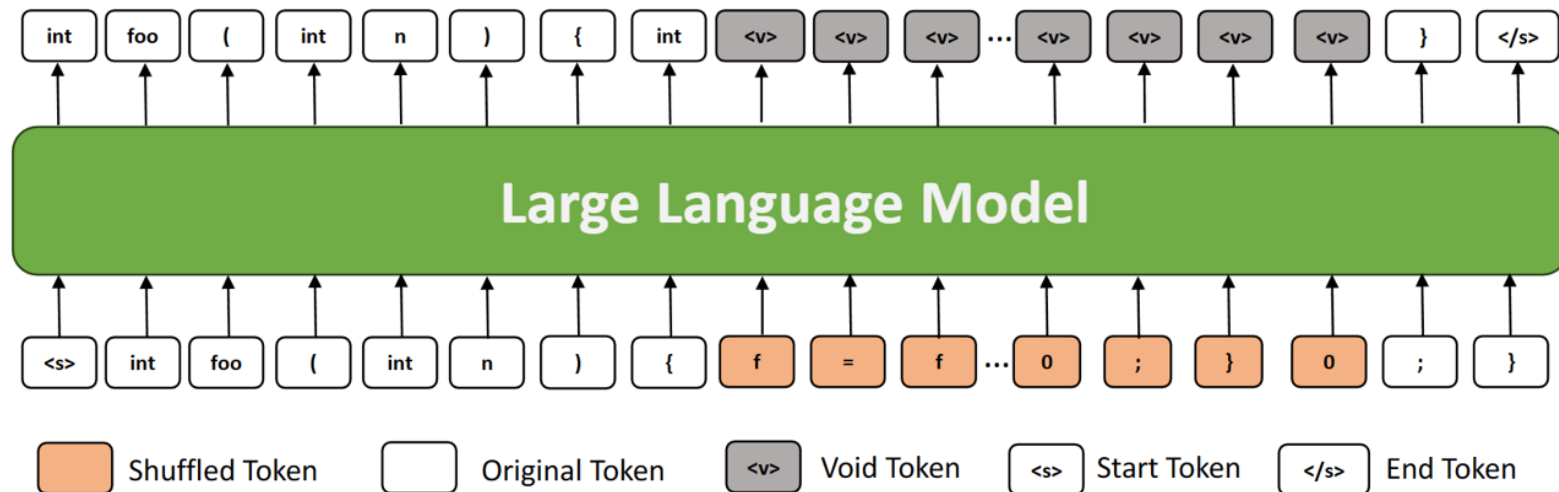 int foo ( int n ) { int <v> <v> <v> ... <v> <v> <v> <v> } </s>
Large Language Model
<s> int foo ( int n ) { f = f ... 0 ; } 0 ; }
Shuffled Token Original Token <v> Void Token <s> Start Token </s> End Token